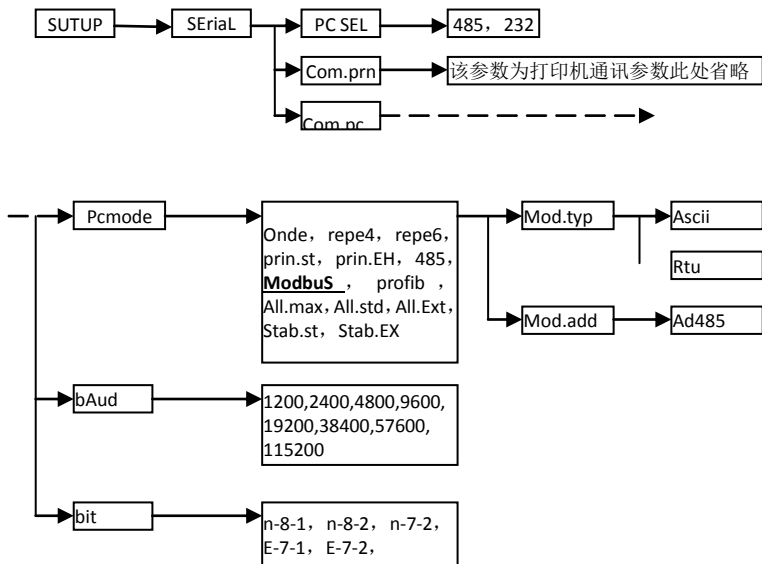 SUTUP
SEriaL
PC SEL
485，232
Com.prn
该参数为打印机通讯参数此处省略
Com.pc
Pcmode
Onde，repe4，repe6，
prin.st，prin.EH，485，
ModbuS ，profib ，
All.max，All.std，All.Ext，
Stab.st，Stab.EX
Mod.typ
Ascii
Rtu
Mod.add
Ad485
bAud
1200,2400,4800,9600,
19200,38400,57600,
115200
bit
n-8-1，n-8-2，n-7-2，
E-7-1，E-7-2，